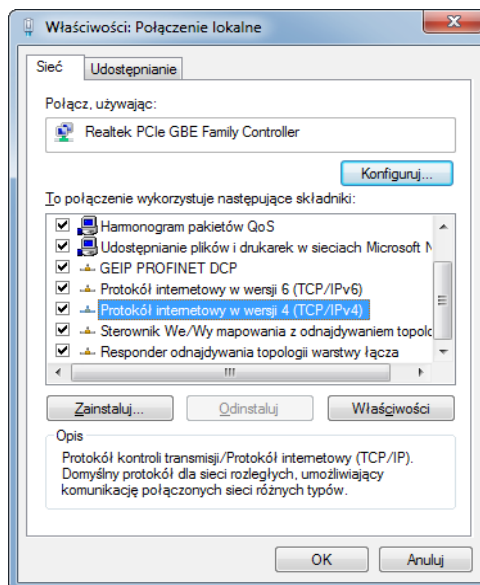 Właściwości: Połączenie lokalne
Sieć Udostępnianie
Połącz, używając:
Realtek PCIe GBE Family Controller
Konfiguruj...
To połączenie wykorzystuje następujące składniki:
Harmonogram pakietów QoS
Udostępnianie plików i drukarek w sieciach Microsoft N
GEIP PROFINET DCP
Protokół internetowy w wersji 6 (TCP/IPv6)
Protokół internetowy w wersji 4 (TCP/IPv4)
Sterownik We/Wy mapowania z odnajdywaniem topolo
Responder odnajdywania topologii warstwy łącza
Zainstaluj... Odinstaluj Właściwości
Opis
Protokół kontroli transmisji/Protokół internetowy (TCP/IP).
Domyślny protokół dla sieci rozległych, umożliwiający
komunikację połączonych sieci różnych typów.
OK Anuluj